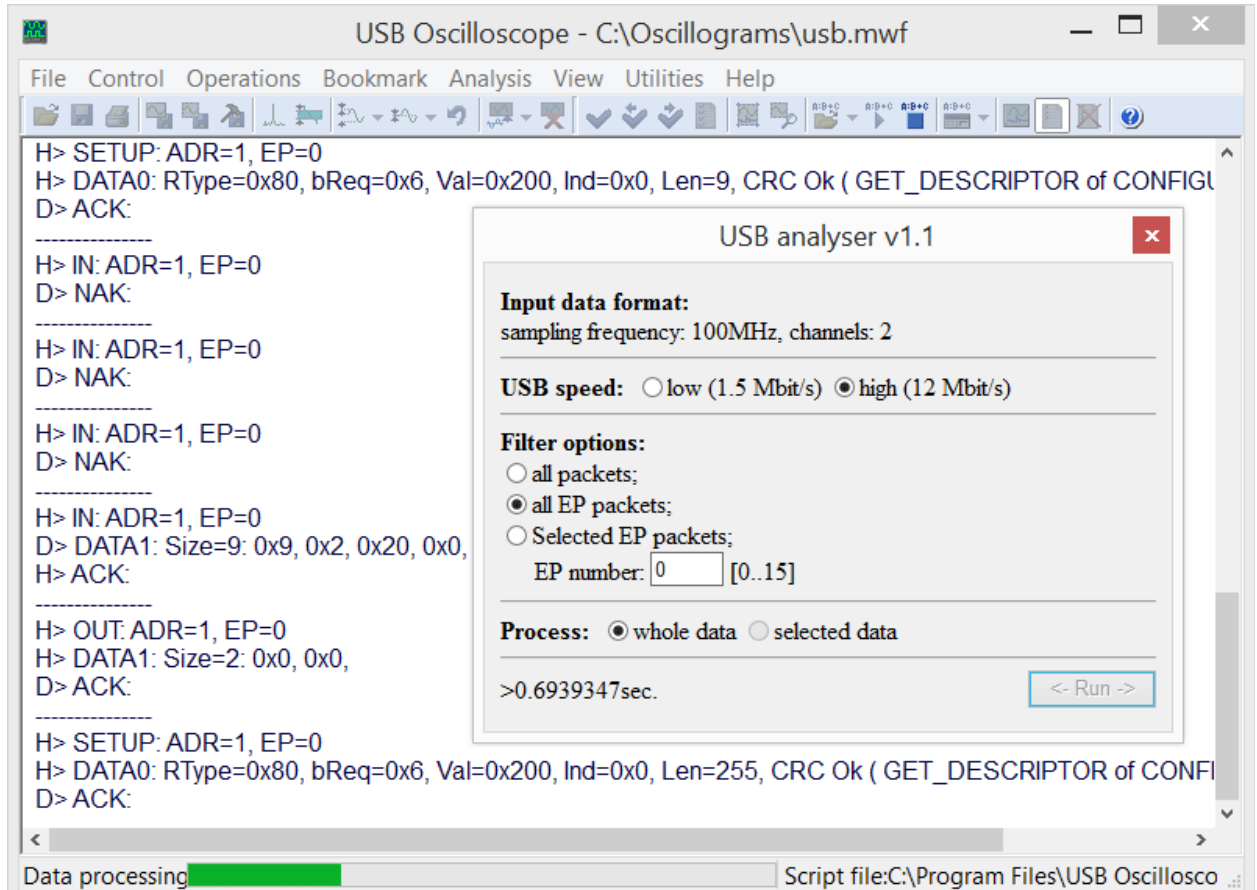 USB Oscilloscope - C:\Oscillograms\usb.mwf
File Control Operations Bookmark Analysis View Utilities Help
H> SETUP: ADR=1, EP=0
H> DATA0: RType=0x80, bReq=0x6, Val=0x200, Ind=0x0, Len=9, CRC Ok ( GET_DESCRIPTOR of CONFIGU
D> ACK:
---------------
H> IN: ADR=1, EP=0
D> NAK:
---------------
H> IN: ADR=1, EP=0
D> NAK:
---------------
H> IN: ADR=1, EP=0
D> NAK:
---------------
H> IN: ADR=1, EP=0
D> DATA1: Size=9: 0x9, 0x2, 0x20, 0x0,
H> ACK:
---------------
H> OUT: ADR=1, EP=0
H> DATA1: Size=2: 0x0, 0x0,
D> ACK:
---------------
H> SETUP: ADR=1, EP=0
H> DATA0: RType=0x80, bReq=0x6, Val=0x200, Ind=0x0, Len=255, CRC Ok ( GET_DESCRIPTOR of CONFI
D> ACK:
USB analyser v1.1
Input data format:
sampling frequency: 100MHz, channels: 2
USB speed: low (1.5 Mbit/s) high (12 Mbit/s)
Filter options:
all packets;
all EP packets;
Selected EP packets;
EP number: 0 [0..15]
Process: whole data selected data
>0.6939347sec.
<- Run ->
Data processing
Script file:C:\Program Files\USB Oscillosco